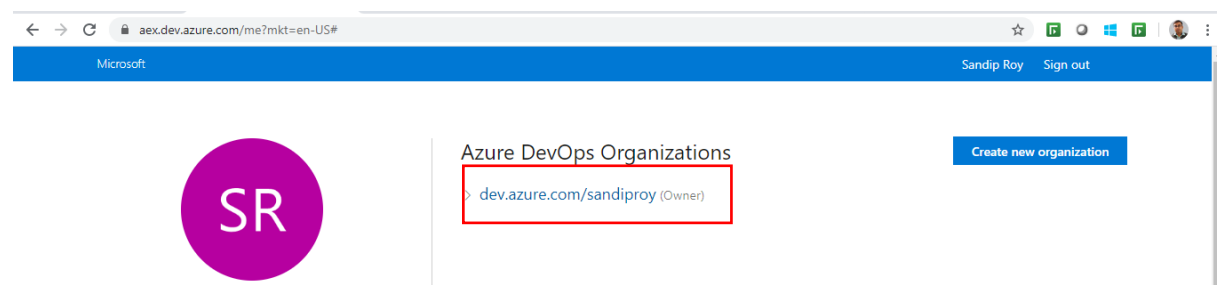 aex.dev.azure.com/me?mkt=en-US#
Microsoft
Sandip Roy Sign out
Azure DevOps Organizations
Create new organization
SR
> dev.azure.com/sandiproy (Owner)